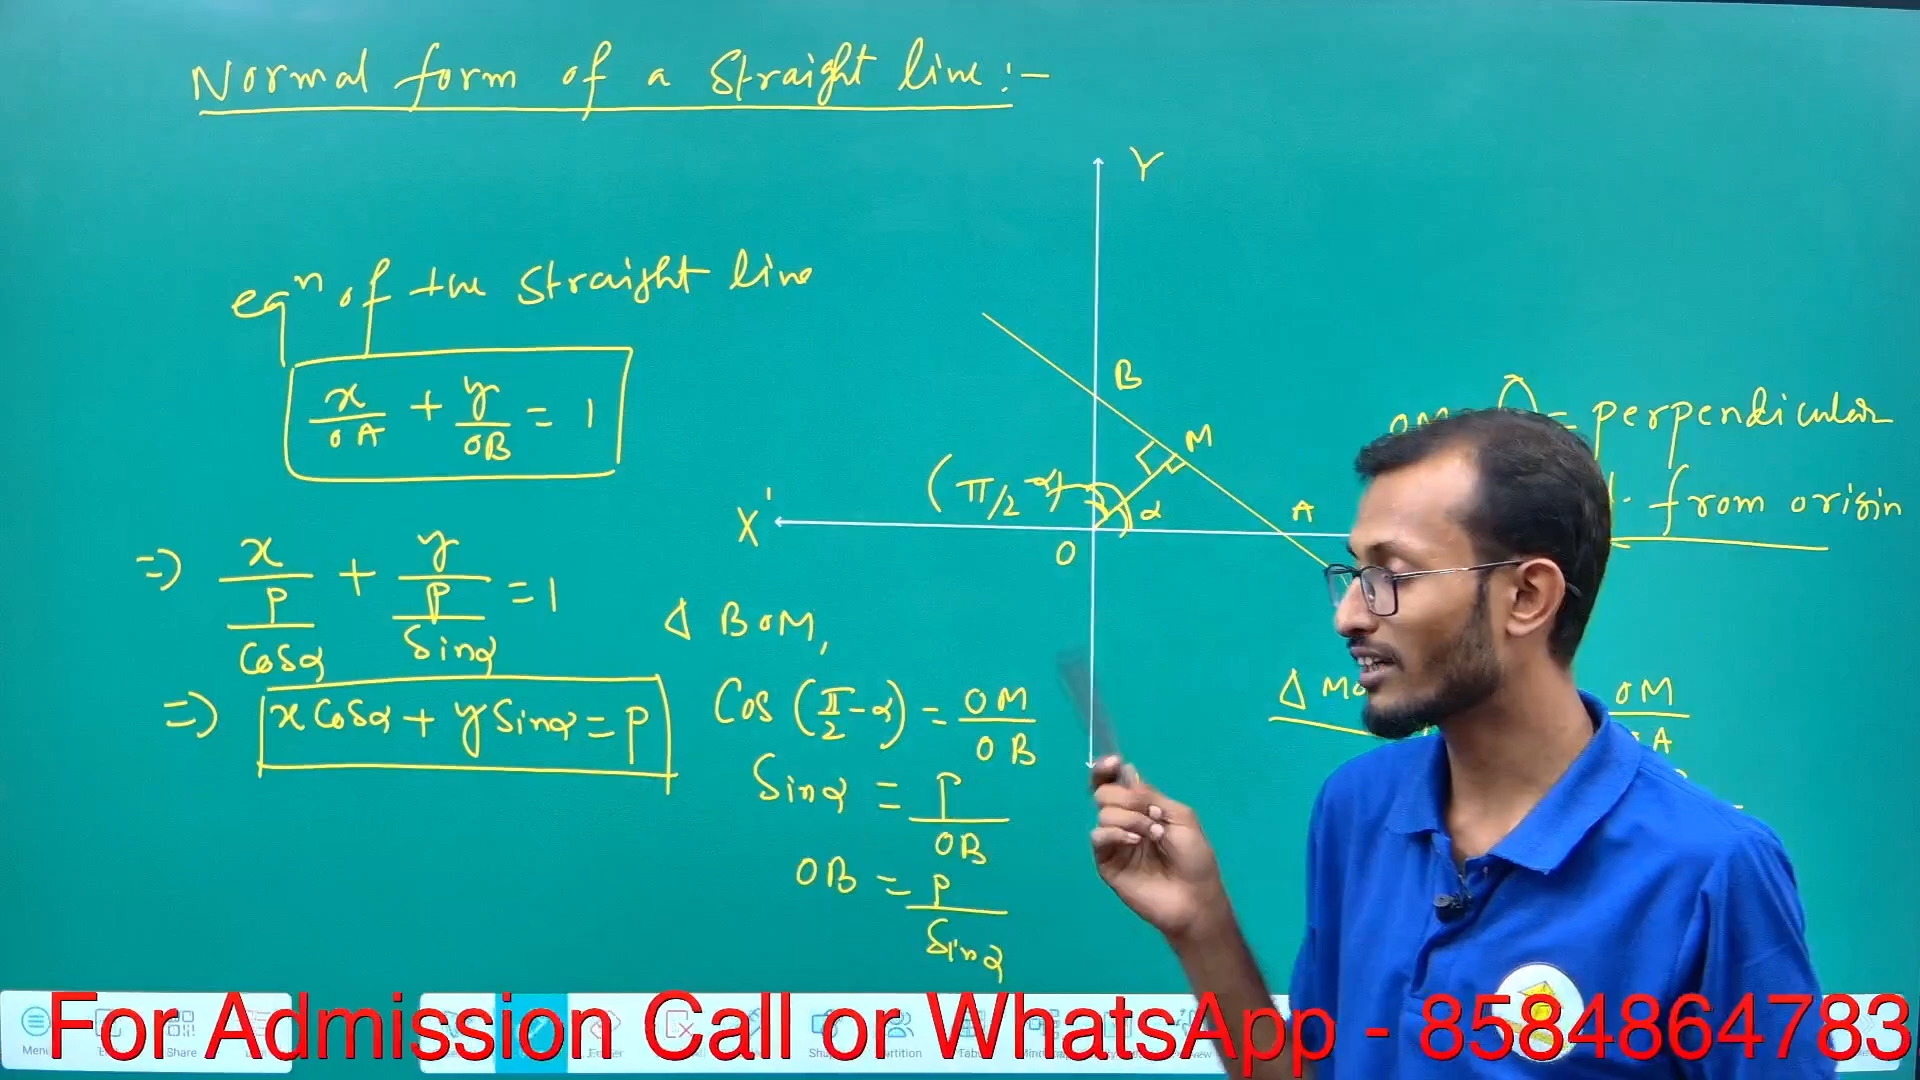 Normal form of a straight line:-
eqⁿ of the straight line
x/OA + y/OB = 1
=> x/(p/Cosα) + y/(p/Sinα) = 1
=> x Cosα + y Sinα = p
Y
B
M
(π/2 - α)
α
A
X'
O
= perpendicular
from origin
Δ BOM,
Cos (π/2 - α) = OM/OB
Sinα = p/OB
OB = p/Sinα
OM
A
Menu
Share
For Admission Call or WhatsApp - 8584864783